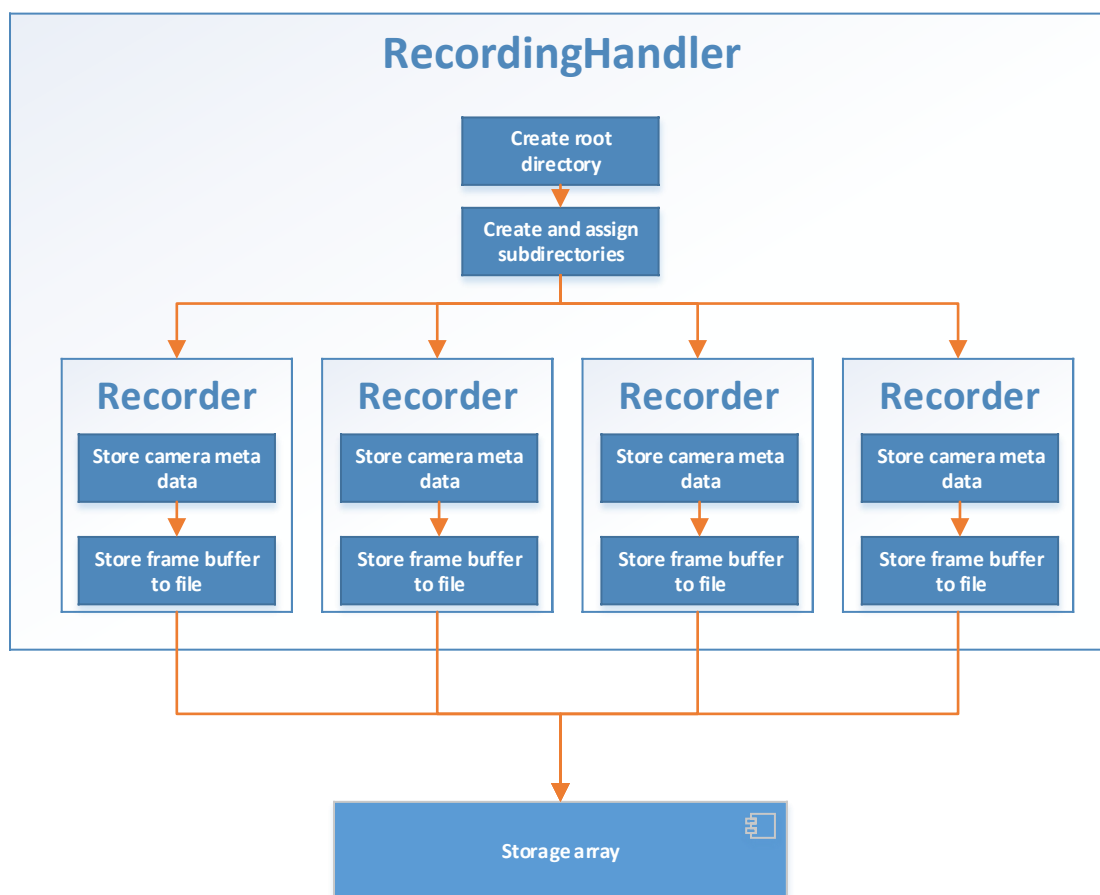 RecordingHandler
Create root
directory
Create and assign
subdirectories
Recorder
Store camera meta
data
Store frame buffer
to file
Recorder
Store camera meta
data
Store frame buffer
to file
Recorder
Store camera meta
data
Store frame buffer
to file
Recorder
Store camera meta
data
Store frame buffer
to file
Storage array